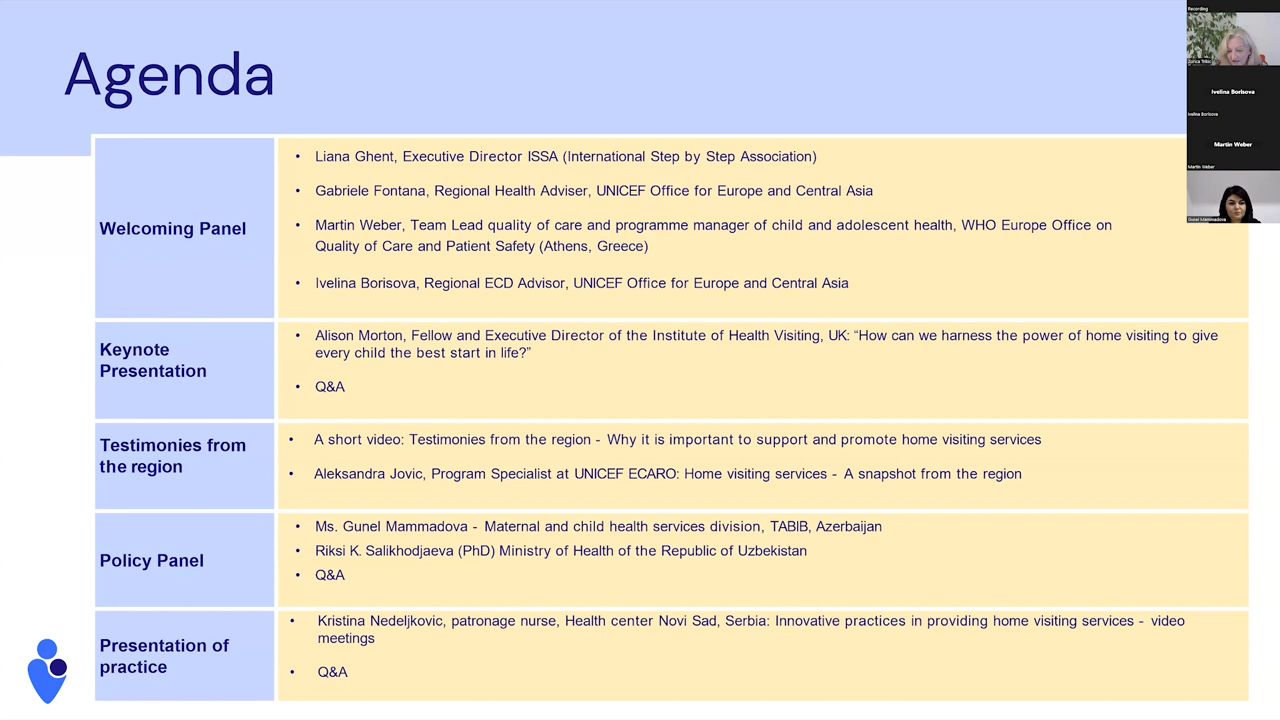 Agenda
Recording
Zorica Trikic
Ivelina Borisova
Ivelina Borisova
Martin Weber
Martin Weber
Gunel Mammadova
Welcoming Panel
• Liana Ghent, Executive Director ISSA (International Step by Step Association)
• Gabriele Fontana, Regional Health Adviser, UNICEF Office for Europe and Central Asia
• Martin Weber, Team Lead quality of care and programme manager of child and adolescent health, WHO Europe Office on
Quality of Care and Patient Safety (Athens, Greece)
• Ivelina Borisova, Regional ECD Advisor, UNICEF Office for Europe and Central Asia
Keynote
Presentation
• Alison Morton, Fellow and Executive Director of the Institute of Health Visiting, UK: “How can we harness the power of home visiting to give
every child the best start in life?”
• Q&A
Testimonies from
the region
• A short video: Testimonies from the region - Why it is important to support and promote home visiting services
• Aleksandra Jovic, Program Specialist at UNICEF ECARO: Home visiting services - A snapshot from the region
Policy Panel
• Ms. Gunel Mammadova - Maternal and child health services division, TABIB, Azerbaijan
• Riksi K. Salikhodjaeva (PhD) Ministry of Health of the Republic of Uzbekistan
• Q&A
Presentation of
practice
• Kristina Nedeljkovic, patronage nurse, Health center Novi Sad, Serbia: Innovative practices in providing home visiting services - video
meetings
• Q&A